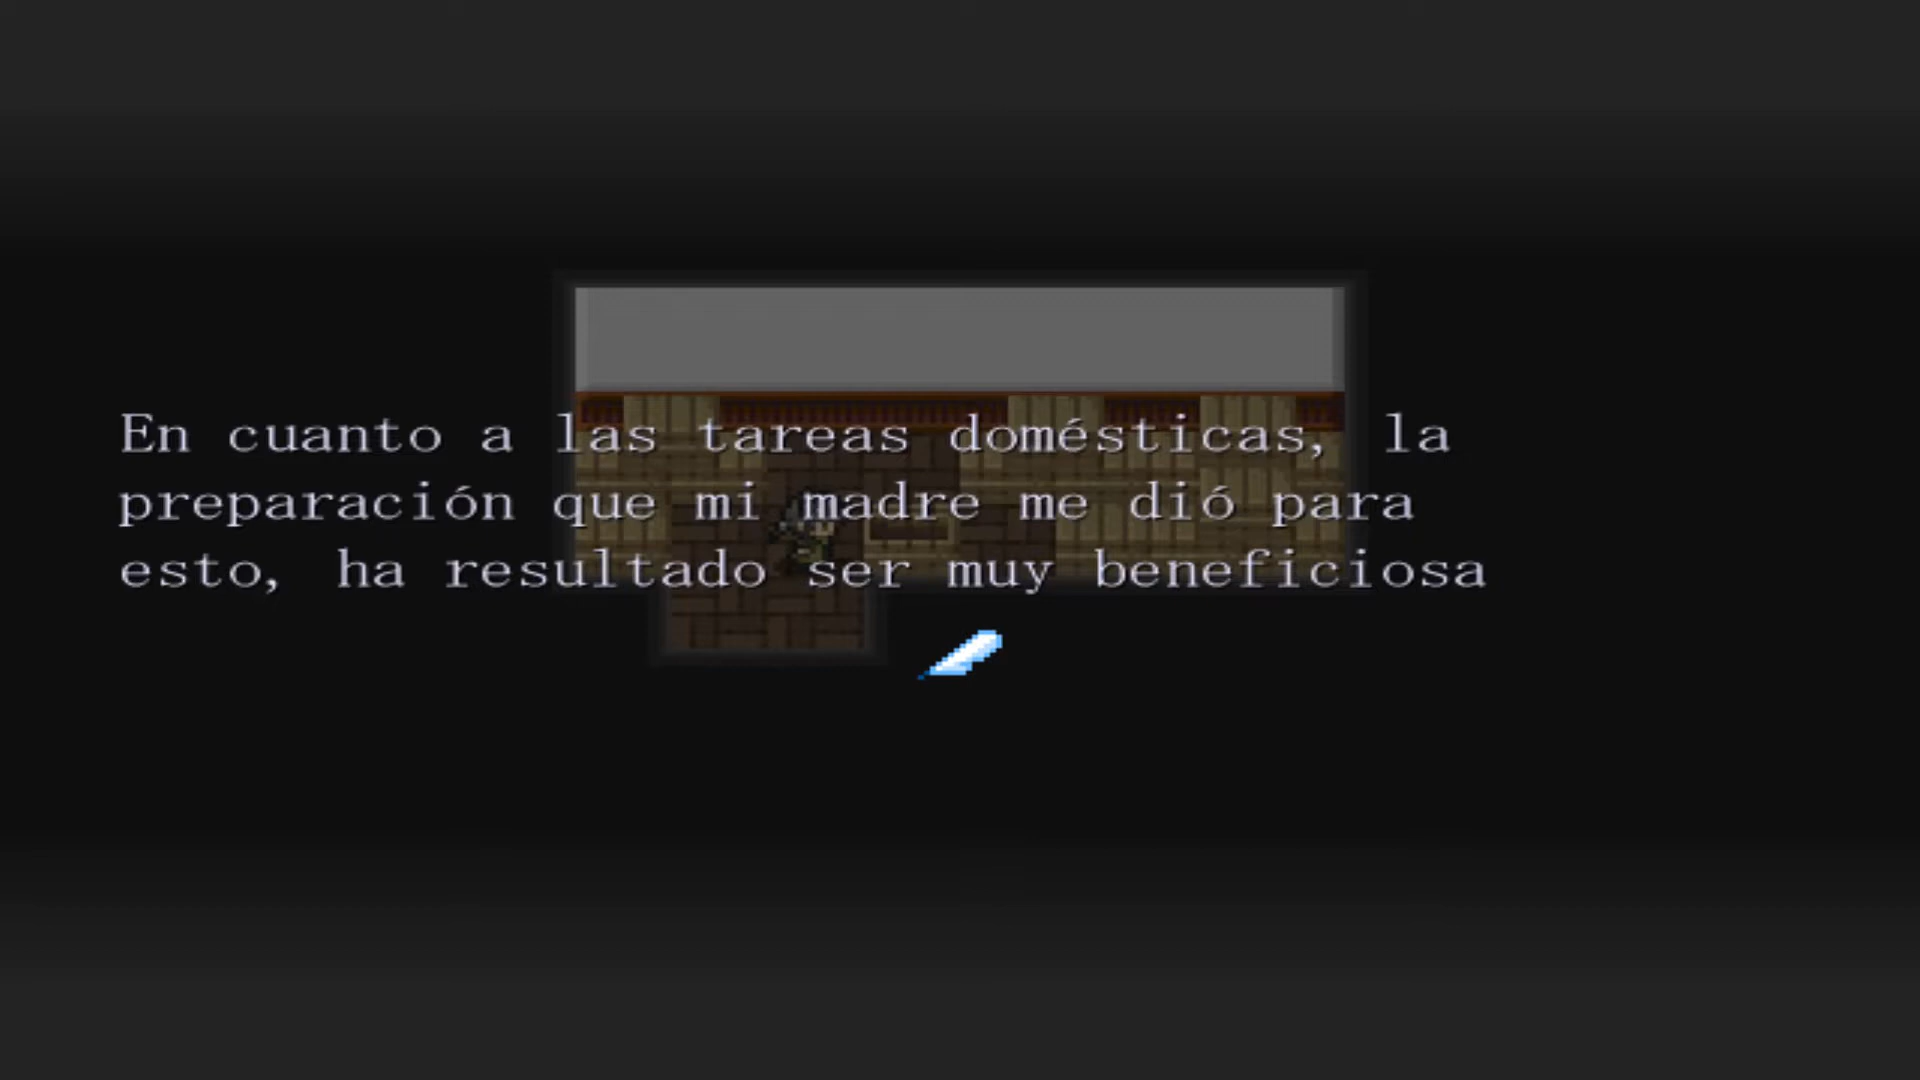 En cuanto a las tareas domésticas, la
preparación que mi madre me dió para
esto, ha resultado ser muy beneficiosa